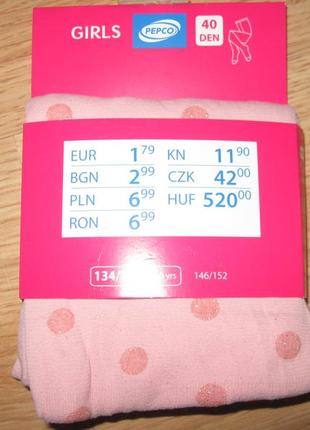 GIRLS PEPCO 40 DEN
EUR 1 79 KN 11 90
BGN 2 99 CZK 42 00
PLN 6 99 HUF 520 00
RON 6 99
134/ yrs 146/152